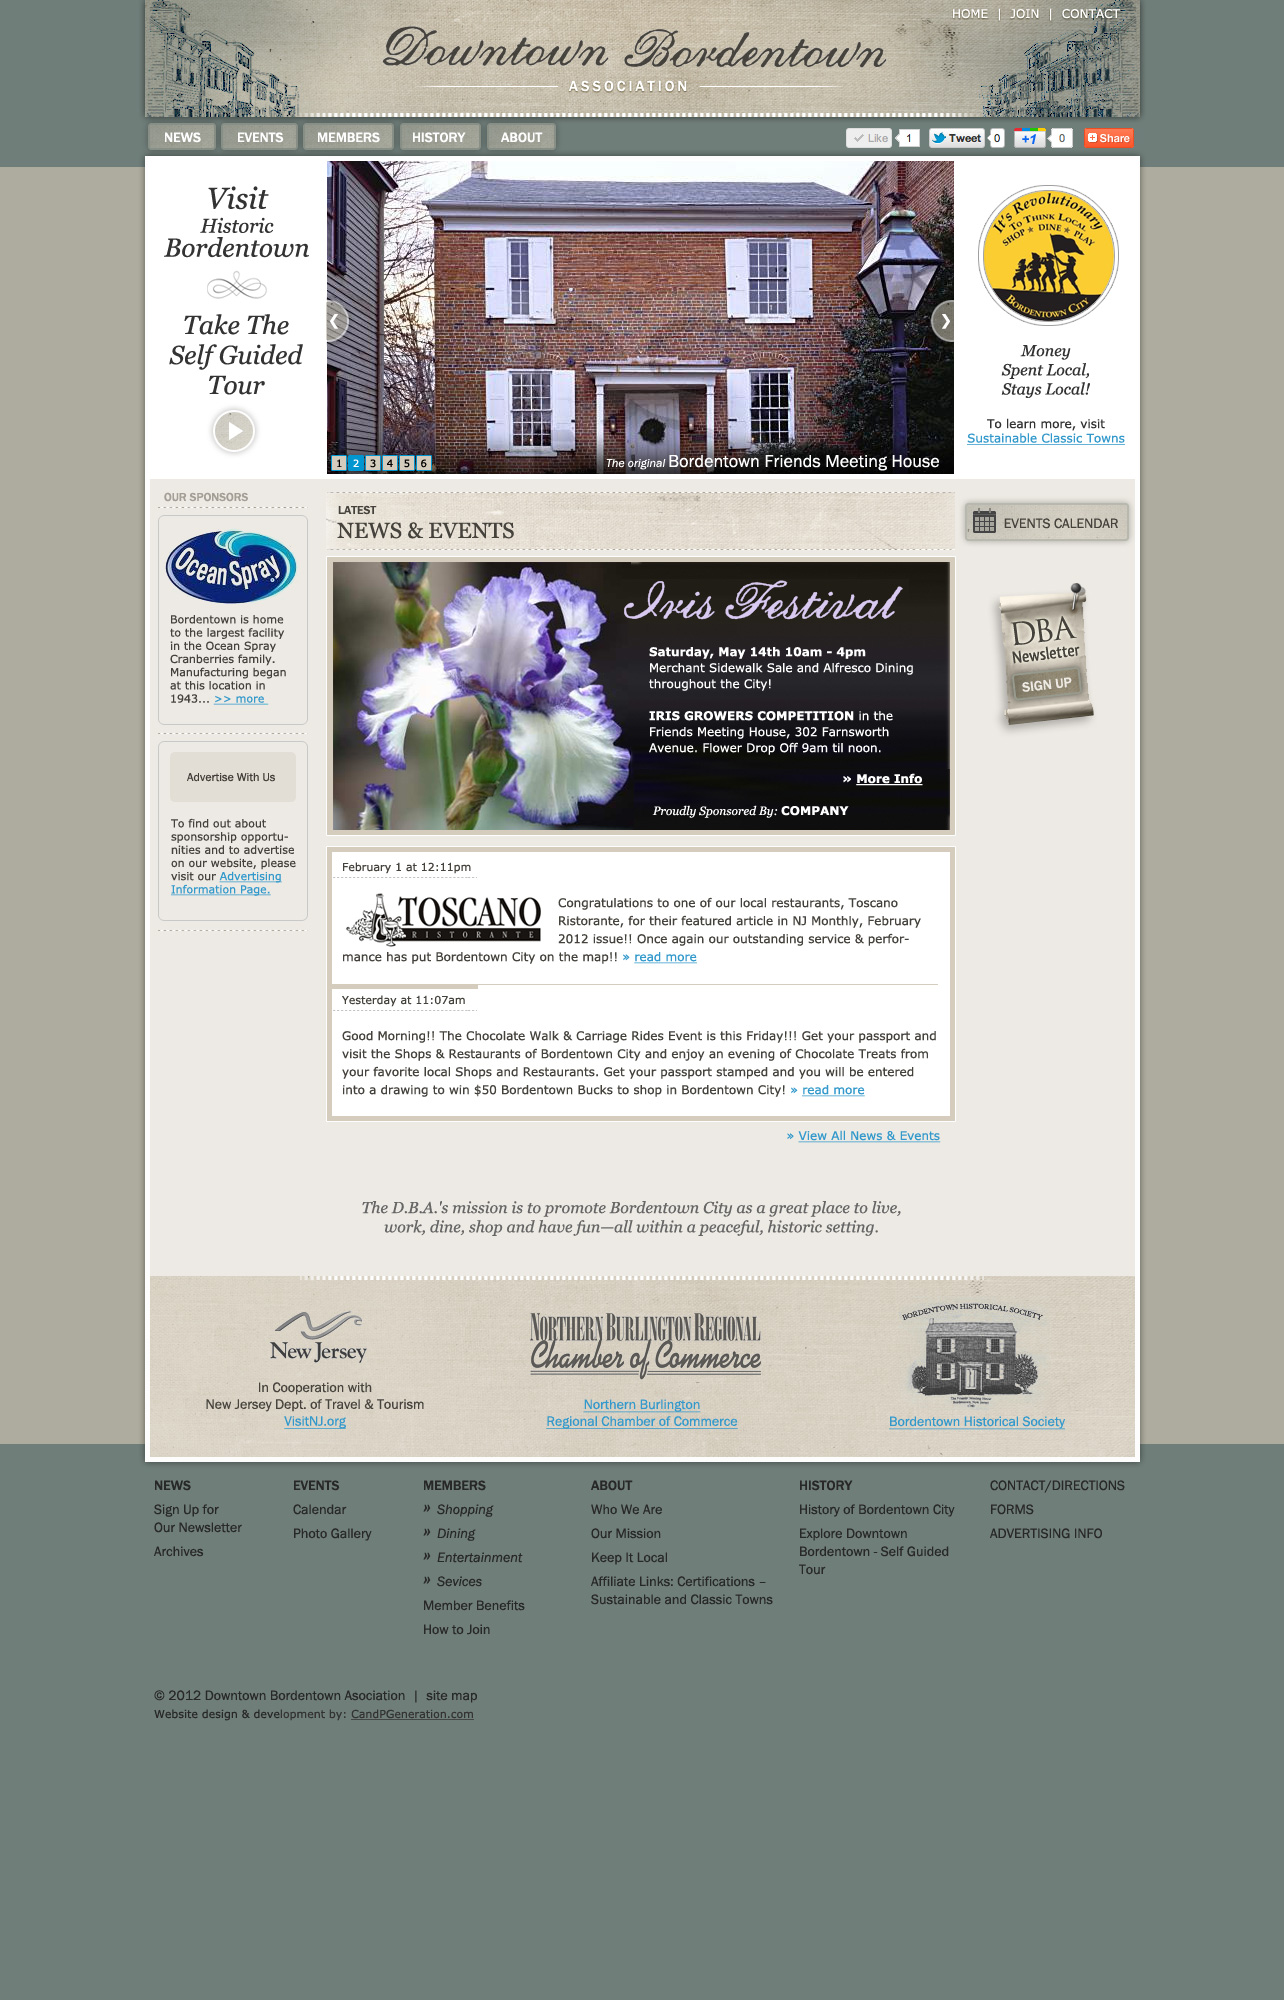 HOME | JOIN | CONTACT
Downtown Bordentown
ASSOCIATION
NEWS
EVENTS
MEMBERS
HISTORY
ABOUT
Like
1
Tweet
0
+1
0
Share
Visit
Historic
Bordentown
Take The
Self Guided
Tour
1 2 3 4 5 6
The original Bordentown Friends Meeting House
It's Revolutionary
To Think Local
SHOP ★ DINE ★ PLAY
BORDENTOWN CITY
Money
Spent Local,
Stays Local!
To learn more, visit
Sustainable Classic Towns
OUR SPONSORS
Ocean Spray
Bordentown is home
to the largest facility
in the Ocean Spray
Cranberries family.
Manufacturing began
at this location in
1943... >> more
Advertise With Us
To find out about
sponsorship opportu-
nities and to advertise
on our website, please
visit our Advertising
Information Page.
LATEST
NEWS & EVENTS
Iris Festival
Saturday, May 14th 10am - 4pm
Merchant Sidewalk Sale and Alfresco Dining
throughout the City!
IRIS GROWERS COMPETITION in the
Friends Meeting House, 302 Farnsworth
Avenue. Flower Drop Off 9am til noon.
» More Info
Proudly Sponsored By: COMPANY
February 1 at 12:11pm
TOSCANO
RISTORANTE
Congratulations to one of our local restaurants, Toscano
Ristorante, for their featured article in NJ Monthly, February
2012 issue!! Once again our outstanding service & perfor-
mance has put Bordentown City on the map!! » read more
Yesterday at 11:07am
Good Morning!! The Chocolate Walk & Carriage Rides Event is this Friday!!! Get your passport and
visit the Shops & Restaurants of Bordentown City and enjoy an evening of Chocolate Treats from
your favorite local Shops and Restaurants. Get your passport stamped and you will be entered
into a drawing to win $50 Bordentown Bucks to shop in Bordentown City! » read more
» View All News & Events
EVENTS CALENDAR
DBA
Newsletter
SIGN UP
The D.B.A.'s mission is to promote Bordentown City as a great place to live,
work, dine, shop and have fun—all within a peaceful, historic setting.
New Jersey
In Cooperation with
New Jersey Dept. of Travel & Tourism
VisitNJ.org
NORTHERN BURLINGTON REGIONAL
Chamber of Commerce
Northern Burlington
Regional Chamber of Commerce
BORDENTOWN HISTORICAL SOCIETY
Bordentown Historical Society
NEWS
Sign Up for
Our Newsletter
Archives
EVENTS
Calendar
Photo Gallery
MEMBERS
» Shopping
» Dining
» Entertainment
» Sevices
Member Benefits
How to Join
ABOUT
Who We Are
Our Mission
Keep It Local
Affiliate Links: Certifications –
Sustainable and Classic Towns
HISTORY
History of Bordentown City
Explore Downtown
Bordentown - Self Guided
Tour
CONTACT/DIRECTIONS
FORMS
ADVERTISING INFO
© 2012 Downtown Bordentown Asociation | site map
Website design & development by: CandPGeneration.com